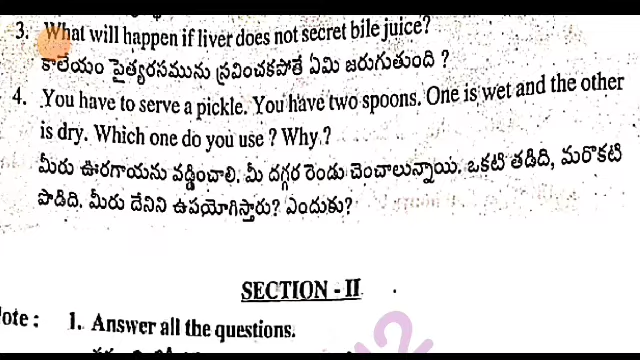 3. What will happen if liver does not secret bile juice?
కాలేయం పైత్యరసమును స్రవించకపోతే ఏమి జరుగుతుంది ?
4. You have to serve a pickle. You have two spoons. One is wet and the other
is dry. Which one do you use ? Why ?
మీరు ఊరగాయను వడ్డించాలి. మీ దగ్గర రెండు చెంచాలున్నాయి. ఒకటి తడిది, మరొకటి
పొడిది. మీరు దేనిని ఉపయోగిస్తారు? ఎందుకు?
SECTION - II
ote : 1. Answer all the questions.